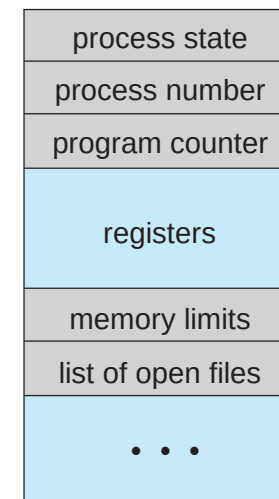 process state
process number
program counter
registers
memory limits
list of open files
• • •